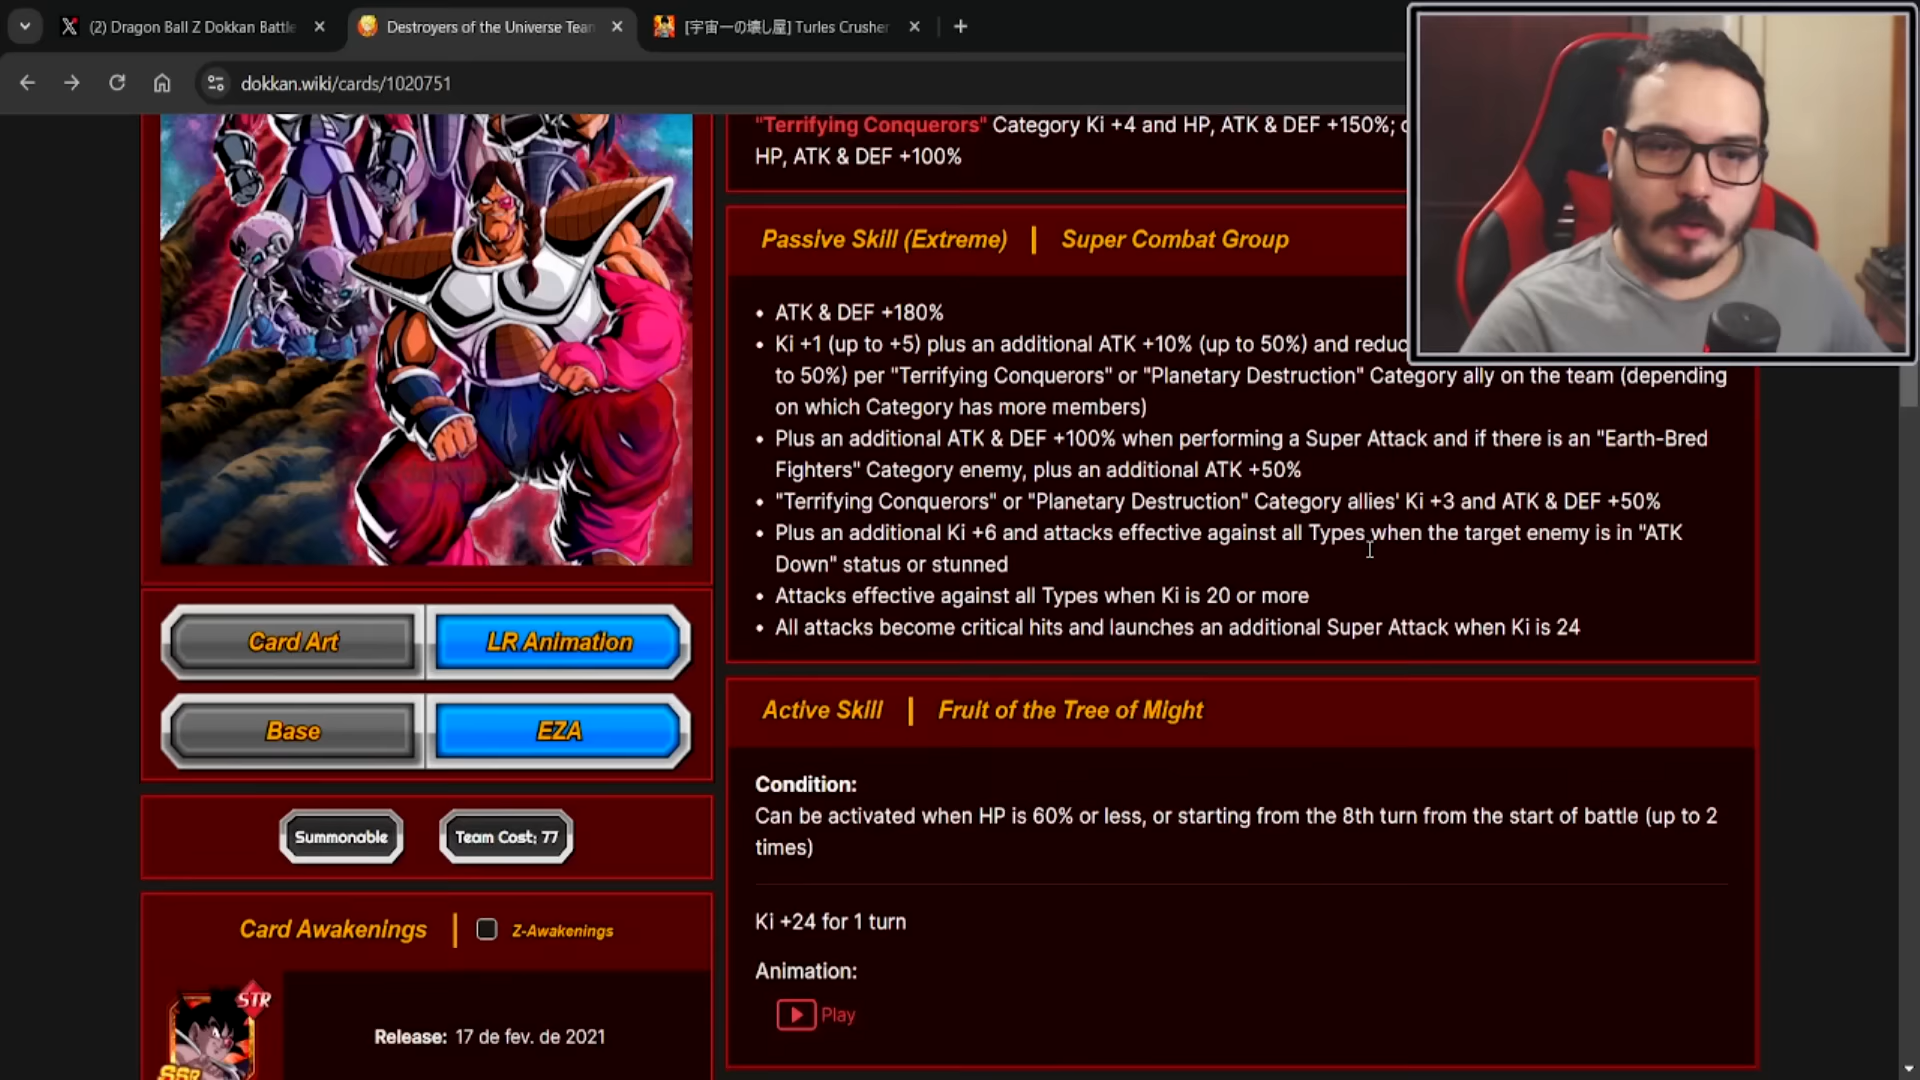 (2) Dragon Ball Z Dokkan Battle
Destroyers of the Universe Tean
[宇宙一の壊し屋] Turles Crusher
dokkan.wiki/cards/1020751
"Terrifying Conquerors" Category Ki +4 and HP, ATK & DEF +150%;
HP, ATK & DEF +100%
Passive Skill (Extreme) | Super Combat Group
• ATK & DEF +180%
• Ki +1 (up to +5) plus an additional ATK +10% (up to 50%) and reduc
to 50%) per "Terrifying Conquerors" or "Planetary Destruction" Category ally on the team (depending
on which Category has more members)
• Plus an additional ATK & DEF +100% when performing a Super Attack and if there is an "Earth-Bred
Fighters" Category enemy, plus an additional ATK +50%
• "Terrifying Conquerors" or "Planetary Destruction" Category allies' Ki +3 and ATK & DEF +50%
• Plus an additional Ki +6 and attacks effective against all Types when the target enemy is in "ATK
Down" status or stunned
• Attacks effective against all Types when Ki is 20 or more
• All attacks become critical hits and launches an additional Super Attack when Ki is 24
Card Art
LR Animation
Base
EZA
Summonable
Team Cost: 77
Card Awakenings | Z-Awakenings
STR
SSR
Release: 17 de fev. de 2021
Active Skill | Fruit of the Tree of Might
Condition:
Can be activated when HP is 60% or less, or starting from the 8th turn from the start of battle (up to 2
times)
Ki +24 for 1 turn
Animation:
Play